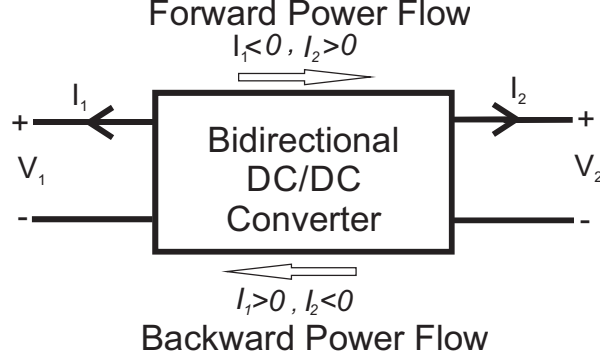 Forward Power Flow
I₁<0 , I₂>0
I₁ I₂
+ +
Bidirectional
V₁ DC/DC V₂
Converter
- -
I₁>0 , I₂<0
Backward Power Flow